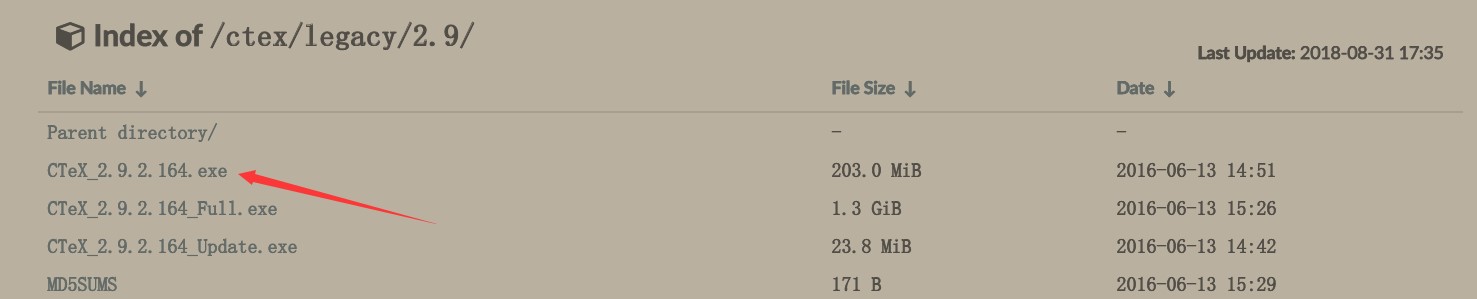 Index of /ctex/legacy/2.9/
Last Update: 2018-08-31 17:35
File Name ↓ File Size ↓ Date ↓
Parent directory/ - -
CTeX_2.9.2.164.exe 203.0 MiB 2016-06-13 14:51
CTeX_2.9.2.164_Full.exe 1.3 GiB 2016-06-13 15:26
CTeX_2.9.2.164_Update.exe 23.8 MiB 2016-06-13 14:42
MD5SUMS 171 B 2016-06-13 15:29